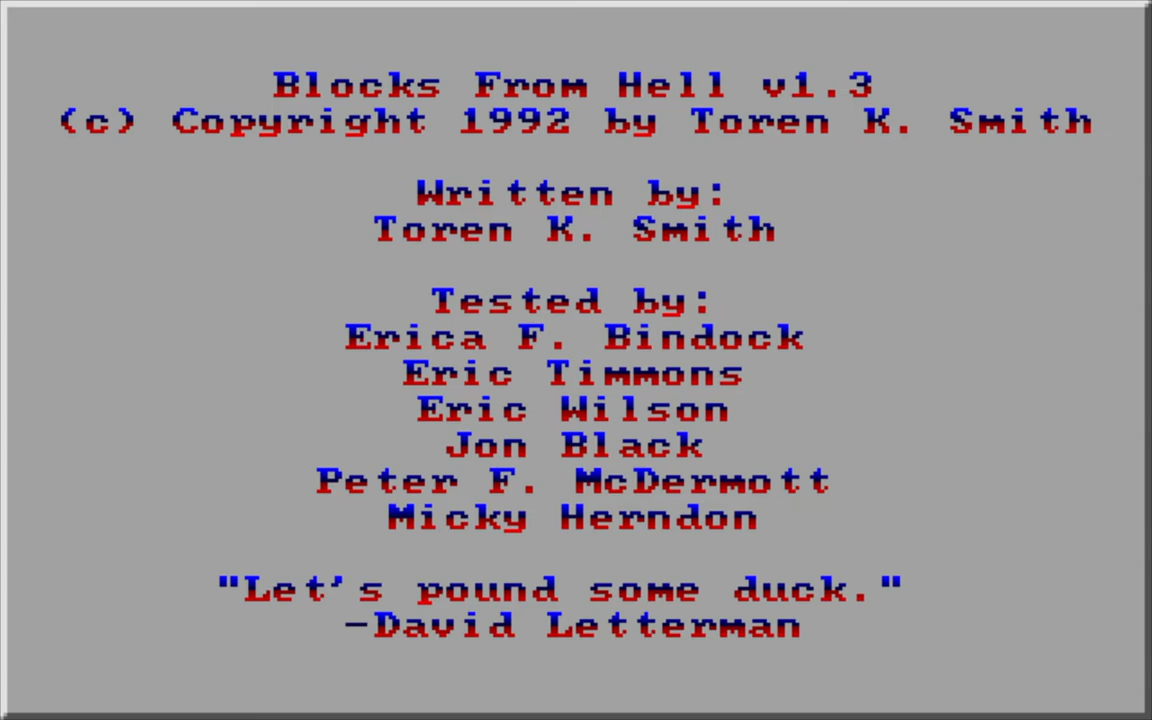 Blocks From Hell v1.3
(c) Copyright 1992 by Toren K. Smith
Written by:
Toren K. Smith
Tested by:
Erica F. Bindock
Eric Timmons
Eric Wilson
Jon Black
Peter F. McDermott
Micky Herndon
"Let's pound some duck."
-David Letterman